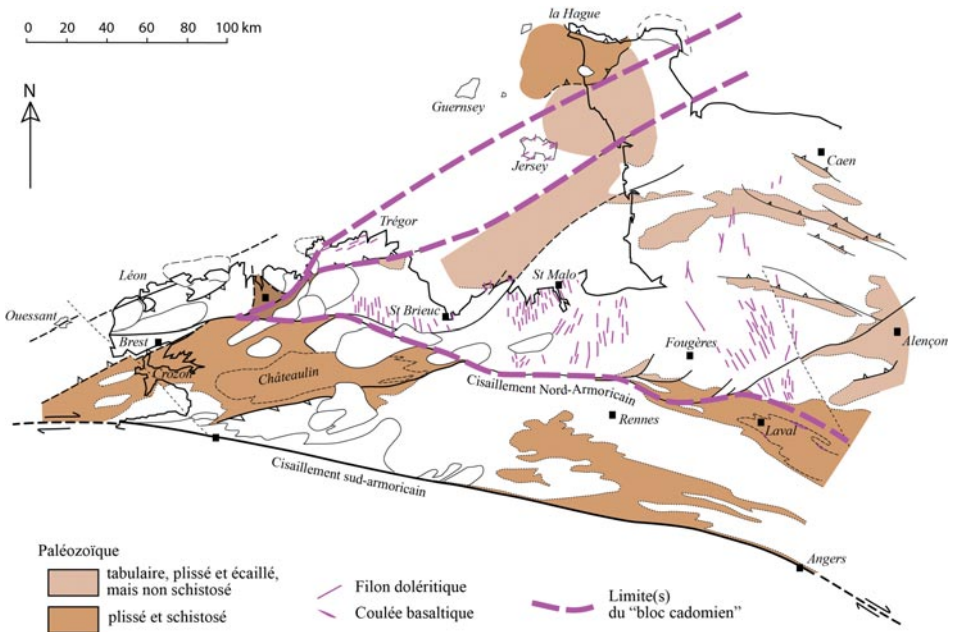 la Hague
0 20 40 60 80 100 km
N
Guernsey
Jersey
Caen
Trégor
Léon
St Malo
Ouessant
St Brieuc
Brest
Fougères
Alençon
Crozon
Châteaulin
Cisaillement Nord-Armoricain
Rennes
Laval
Cisaillement sud-armoricain
Angers
Paléozoïque
tabulaire, plissé et écaillé,
mais non schistosé
plissé et schistosé
Filon doléritique
Coulée basaltique
Limite(s)
du "bloc cadomien"